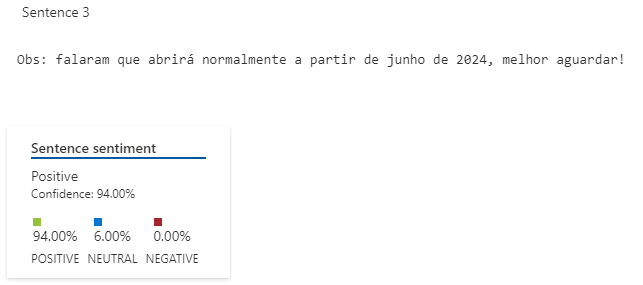 Sentence 3
Obs: falaram que abrirá normalmente a partir de junho de 2024, melhor aguardar!
Sentence sentiment
Positive
Confidence: 94.00%
94.00% 6.00% 0.00%
POSITIVE NEUTRAL NEGATIVE